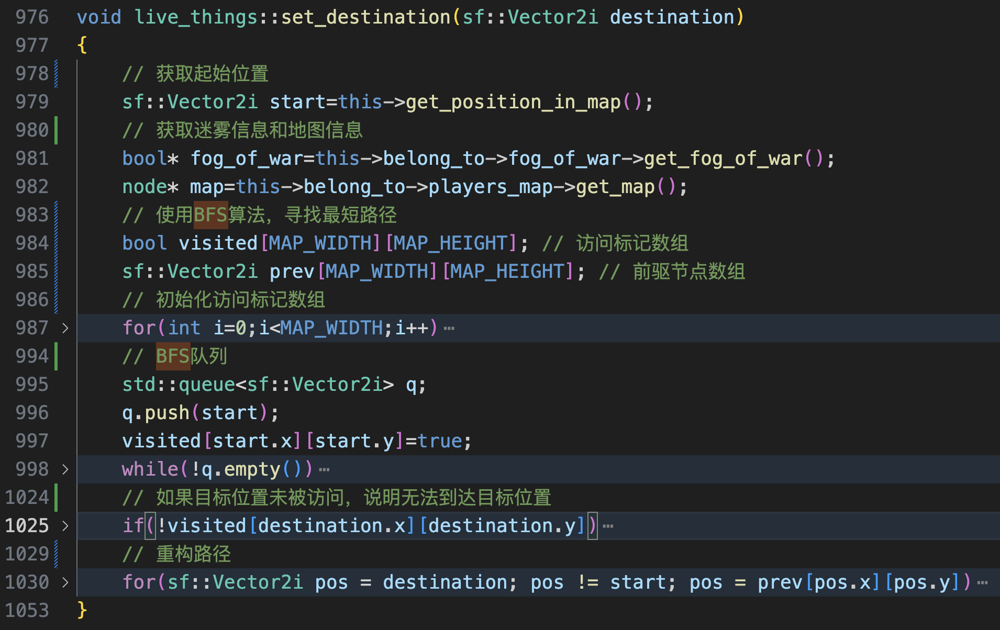 976 void live_things::set_destination(sf::Vector2i destination)
977 {
978 // 获取起始位置
979 sf::Vector2i start=this->get_position_in_map();
980 // 获取迷雾信息和地图信息
981 bool* fog_of_war=this->belong_to->fog_of_war->get_fog_of_war();
982 node* map=this->belong_to->players_map->get_map();
983 // 使用BFS算法，寻找最短路径
984 bool visited[MAP_WIDTH][MAP_HEIGHT]; // 访问标记数组
985 sf::Vector2i prev[MAP_WIDTH][MAP_HEIGHT]; // 前驱节点数组
986 // 初始化访问标记数组
987 for(int i=0;i<MAP_WIDTH;i++) …
994 // BFS队列
995 std::queue<sf::Vector2i> q;
996 q.push(start);
997 visited[start.x][start.y]=true;
998 while(!q.empty()) …
1024 // 如果目标位置未被访问，说明无法到达目标位置
1025 if(!visited[destination.x][destination.y]) …
1029 // 重构路径
1030 for(sf::Vector2i pos = destination; pos != start; pos = prev[pos.x][pos.y]) …
1053 }